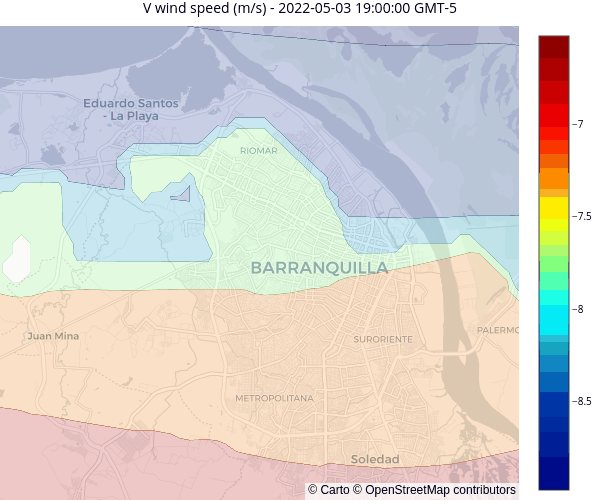 V wind speed (m/s) - 2022-05-03 19:00:00 GMT-5
Eduardo Santos
- La Playa
RIOMAR
BARRANQUILLA
Juan Mina
SURORIENTE
PALERMO
METROPOLITANA
Soledad
© Carto © OpenStreetMap contributors
−7
−7.5
−8
−8.5